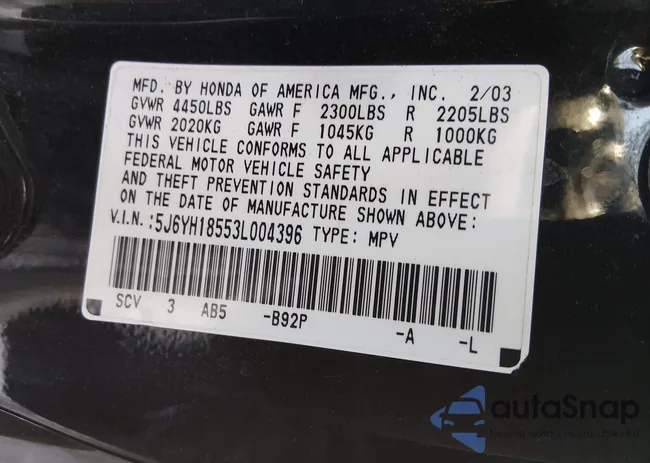 MFD. BY HONDA OF AMERICA MFG., INC. 2/03
GVWR 4450LBS GAWR F 2300LBS R 2205LBS
GVWR 2020KG GAWR F 1045KG R 1000KG
THIS VEHICLE CONFORMS TO ALL APPLICABLE
FEDERAL MOTOR VEHICLE SAFETY
AND THEFT PREVENTION STANDARDS IN EFFECT
ON THE DATE OF MANUFACTURE SHOWN ABOVE:
V.I.N.:5J6YH18553L004396 TYPE: MPV
SCV 3 AB5 -B92P -A -L
autaSnap